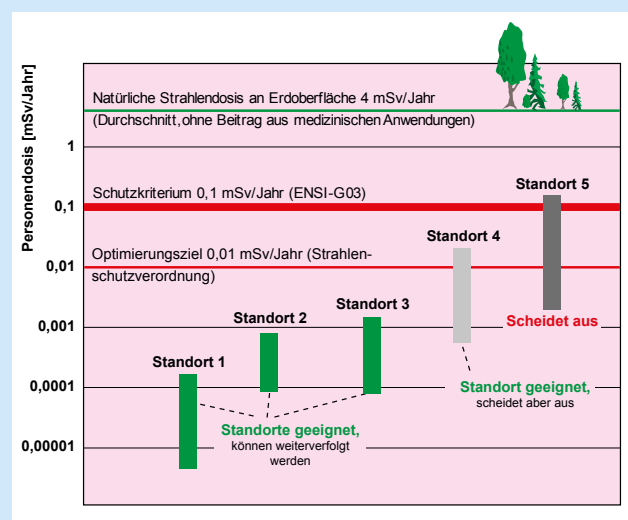 Personendosis [mSv/Jahr]
Natürliche Strahlendosis an Erdoberfläche 4 mSv/Jahr
(Durchschnitt, ohne Beitrag aus medizinischen Anwendungen)
1
Schutzkriterium 0,1 mSv/Jahr (ENSI-G03)
Standort 5
0,1
Standort 4
Optimierungsziel 0,01 mSv/Jahr (Strahlen-
schutzverordnung)
0,01
Standort 3
Standort 2
0,001
Scheidet aus
Standort 1
0,0001
Standort geeignet,
scheidet aber aus
Standorte geeignet,
können weiterverfolgt
werden
0,00001